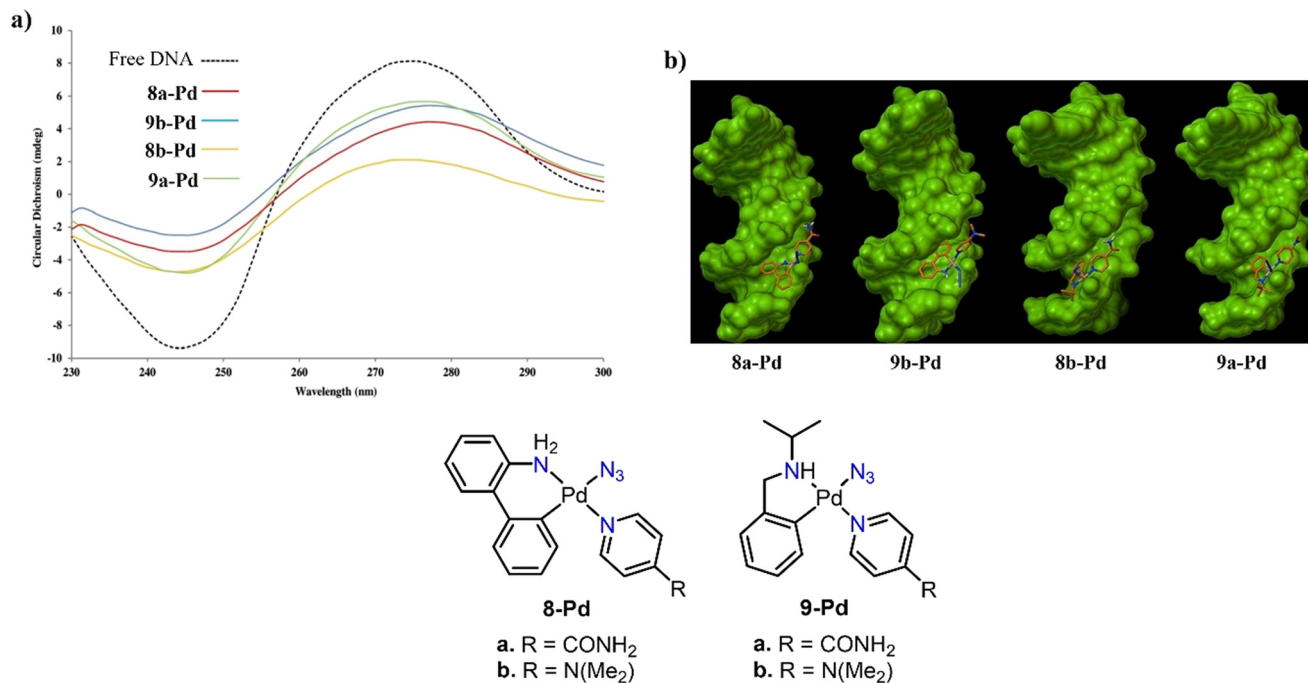 a)
10
8
6
4
2
0
-2
-4
-6
-8
-10
Circular Dichroism (mdeg)
Free DNA
8a-Pd
9b-Pd
8b-Pd
9a-Pd
230 240 250 260 270 280 290 300
Wavelength (nm)
b)
8a-Pd 9b-Pd 8b-Pd 9a-Pd
H2
N
N3
Pd
N
R
8-Pd
a. R = CONH2
b. R = N(Me2)
NH
N3
Pd
N
R
9-Pd
a. R = CONH2
b. R = N(Me2)